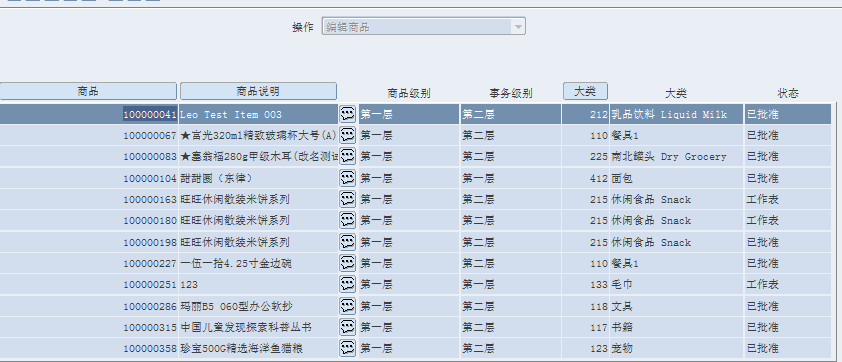 操作 编辑商品
商品 商品说明 商品级别 事务级别 大类 大类 状态
100000041 Leo Test Item 003 第一层 第二层 212 乳品饮料 Liquid Milk 已批准
100000067 ★富光320ml精致玻璃杯大号(A) 第一层 第二层 110 餐具1 已批准
100000083 ★塞翁福280g甲级木耳(改名测试 第一层 第二层 225 南北罐头 Dry Grocery 已批准
100000104 甜甜圈（东律） 第一层 第二层 412 面包 已批准
100000163 旺旺休闲散装米饼系列 第一层 第二层 215 休闲食品 Snack 工作表
100000180 旺旺休闲散装米饼系列 第一层 第二层 215 休闲食品 Snack 工作表
100000198 旺旺休闲散装米饼系列 第一层 第二层 215 休闲食品 Snack 已批准
100000227 一伍一拾4.25寸金边碗 第一层 第二层 110 餐具1 已批准
100000251 123 第一层 第一层 133 毛巾 工作表
100000286 玛丽B5 060型办公软抄 第一层 第二层 118 文具 已批准
100000315 中国儿童发现探索科普丛书 第一层 第二层 117 书籍 已批准
100000358 珍宝500G精选海洋鱼猫粮 第一层 第二层 123 宠物 已批准